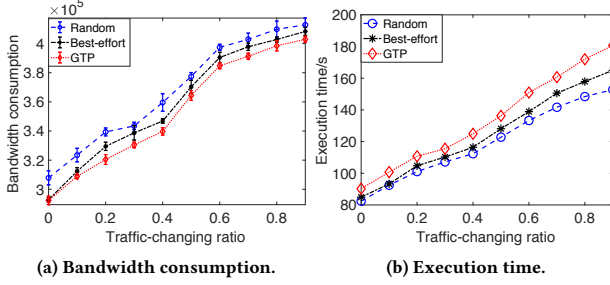 ×10⁵
Bandwidth consumption
4
3.8
3.6
3.4
3.2
3
Random
Best-effort
GTP
0 0.2 0.4 0.6 0.8
Traffic-changing ratio
(a) Bandwidth consumption.
Execution time/s
200
180
160
140
120
100
80
Random
Best-effort
GTP
0 0.2 0.4 0.6 0.8
Traffic-changing ratio
(b) Execution time.